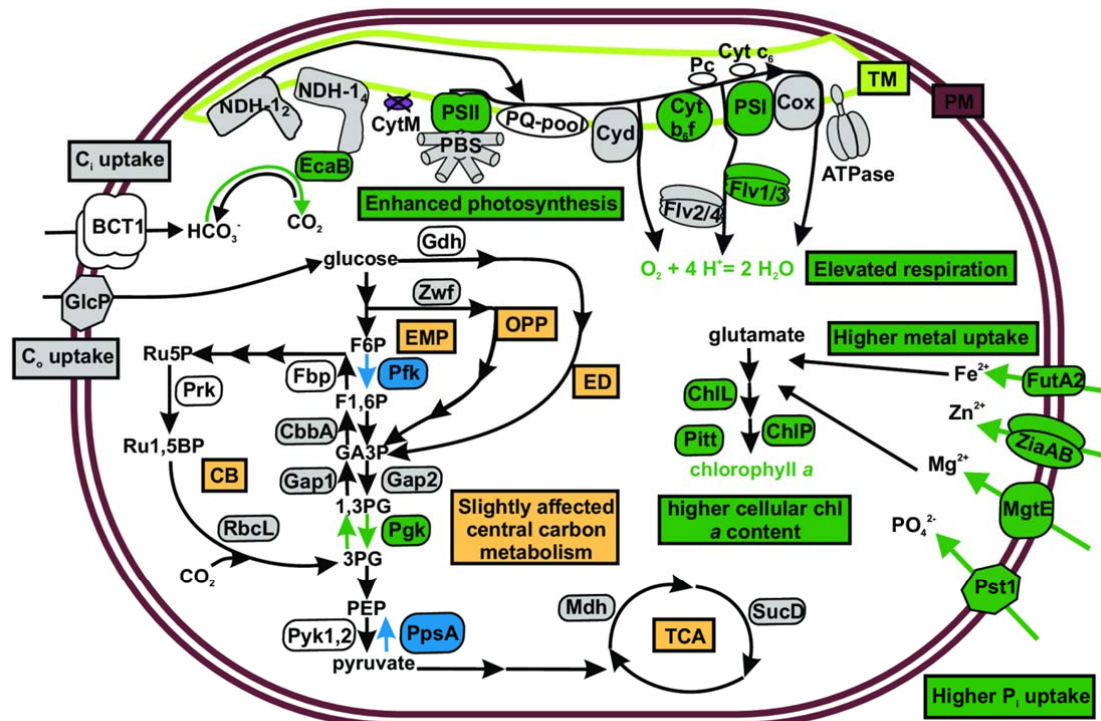 Cyt c₆
Pc
TM
PM
NDH-1₂
NDH-1₄
CytM
PSII
PQ-pool
PBS
Cyd
Cyt
b₆f
PSI
Cox
ATPase
Cᵢ uptake
EcaB
Flv1/3
Flv2/4
BCT1
HCO₃⁻
CO₂
Enhanced photosynthesis
Gdh
glucose
O₂ + 4 H⁺= 2 H₂O
Elevated respiration
GlcP
Zwf
Cₒ uptake
EMP
OPP
glutamate
Higher metal uptake
Ru5P
F6P
Fbp
Pfk
ED
Fe²⁺
FutA2
Prk
F1,6P
ChlL
Zn²⁺
ZiaAB
Ru1,5BP
CbbA
GA3P
Pitt
ChlP
CB
Gap1
Gap2
chlorophyll a
Mg²⁺
MgtE
1,3PG
Slightly affected
central carbon
metabolism
higher cellular chl
a content
RbcL
Pgk
PO₄²⁻
CO₂
3PG
Pst1
PEP
Mdh
SucD
Pyk1,2
PpsA
TCA
pyruvate
Higher Pᵢ uptake